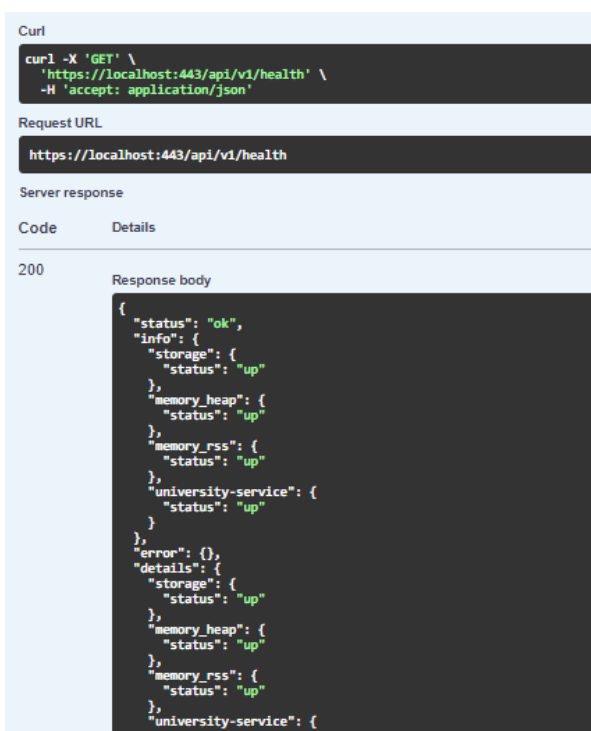 Curl
curl -X 'GET' \
'https://localhost:443/api/v1/health' \
-H 'accept: application/json'
Request URL
https://localhost:443/api/v1/health
Server response
Code Details
200
Response body
{
"status": "ok",
"info": {
"storage": {
"status": "up"
},
"memory_heap": {
"status": "up"
},
"memory_rss": {
"status": "up"
},
"university-service": {
"status": "up"
}
},
"error": {},
"details": {
"storage": {
"status": "up"
},
"memory_heap": {
"status": "up"
},
"memory_rss": {
"status": "up"
},
"university-service": {